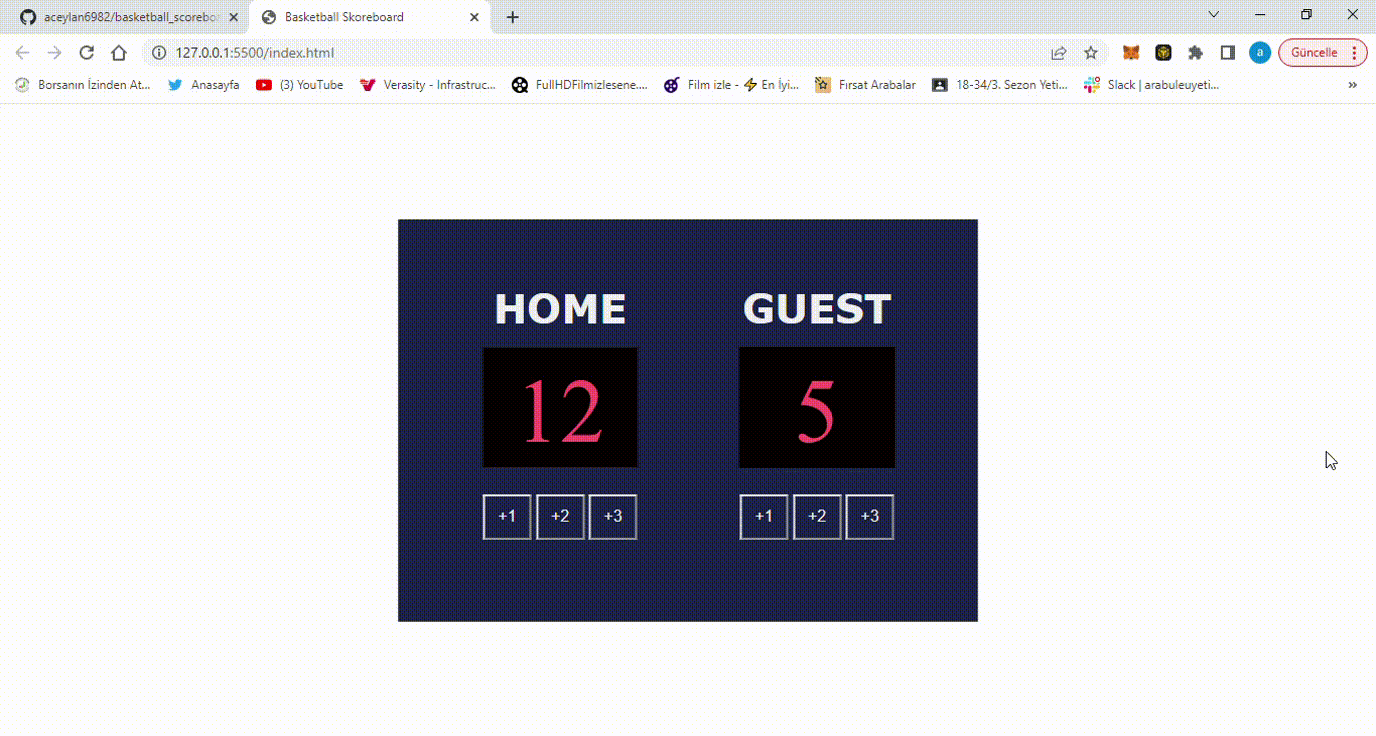 aceylan6982/basketball_scorebo
Basketball Skoreboard
127.0.0.1:5500/index.html
a
Güncelle
Borsanın İzinden At...
Anasayfa
(3) YouTube
Verasity - Infrastruc...
FullHDFilmizlesene....
Film izle - ⚡ En İyi...
Fırsat Arabalar
18-34/3. Sezon Yeti...
Slack | arabuleuyeti...
»
HOME GUEST
12 5
+1 +2 +3 +1 +2 +3